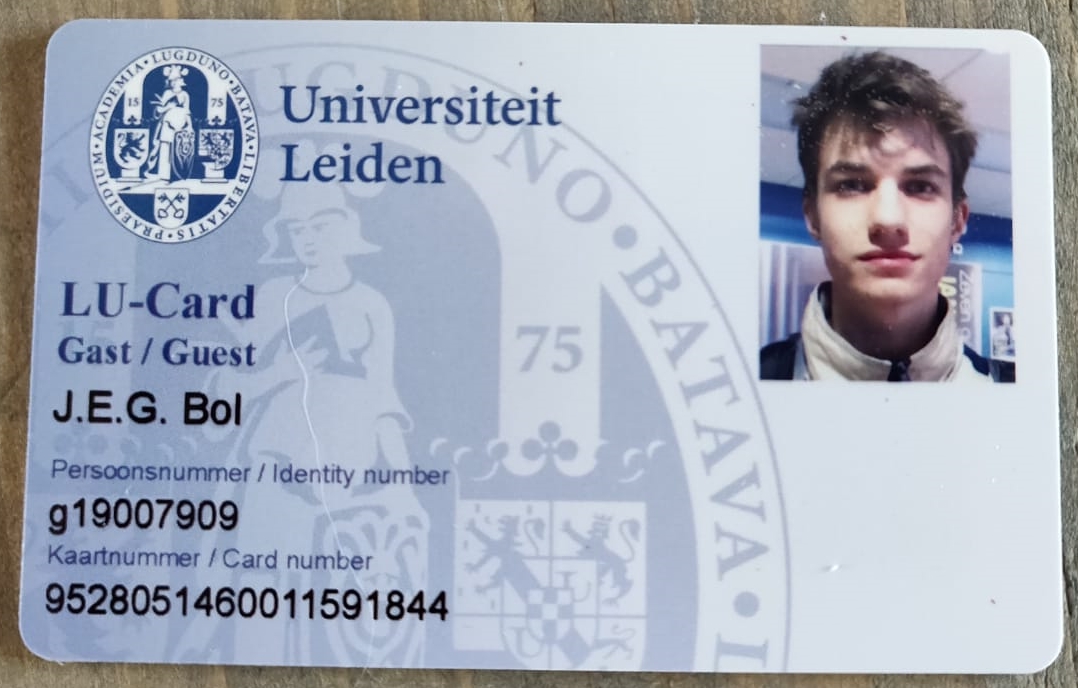 ACADEMIA·LUGDUNO·BATAVA·LIBERTATIS·PRAESIDIUM
15 75
Universiteit
Leiden
LUGDUNO•BATAVA•L
75
LU-Card
Gast / Guest
J.E.G. Bol
Persoonsnummer / Identity number
g19007909
Kaartnummer / Card number
9528051460011591844